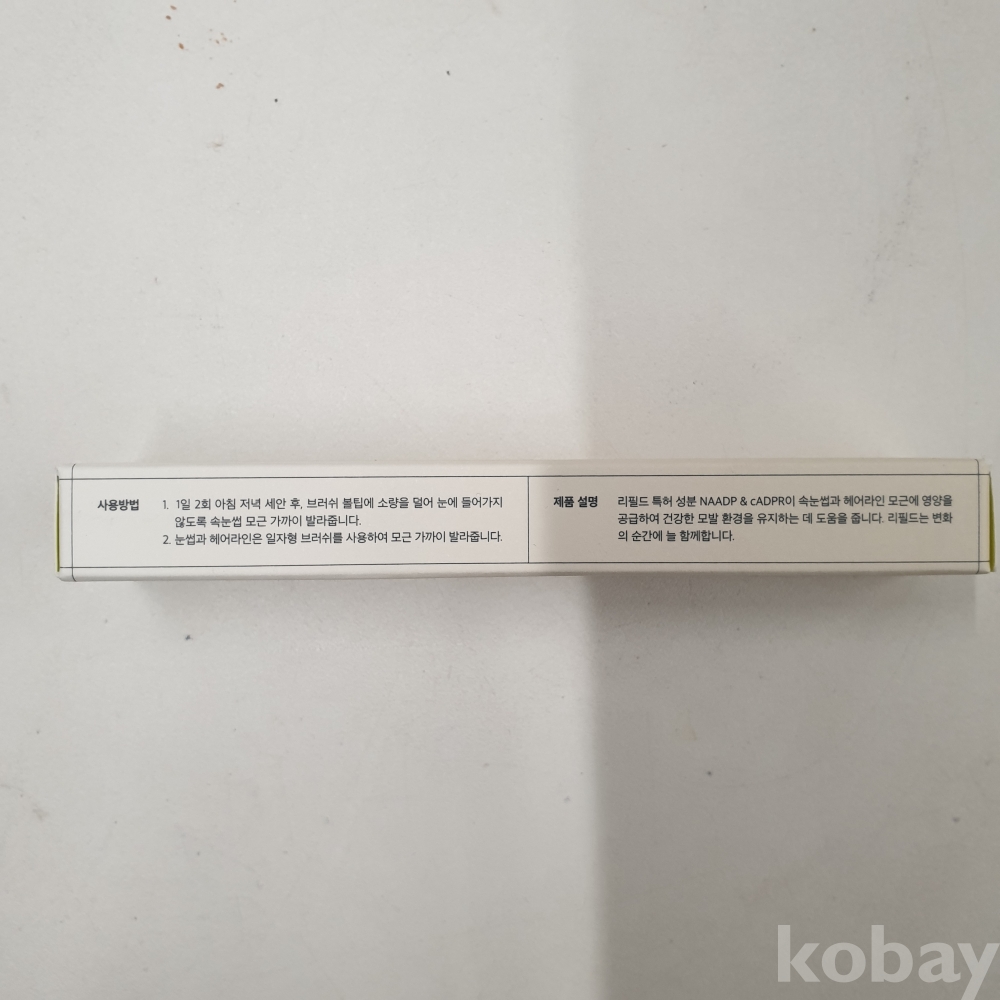 사용방법
1. 1일 2회 아침 저녁 세안 후, 브러쉬 볼팁에 소량을 덜어 눈에 들어가지
않도록 속눈썹 모근 가까이 발라줍니다.
2. 눈썹과 헤어라인은 일자형 브러쉬를 사용하여 모근 가까이 발라줍니다.
제품 설명
리필드 특허 성분 NAADP & cADPR이 속눈썹과 헤어라인 모근에 영양을
공급하여 건강한 모발 환경을 유지하는 데 도움을 줍니다. 리필드는 변화
의 순간에 늘 함께합니다.
kobay